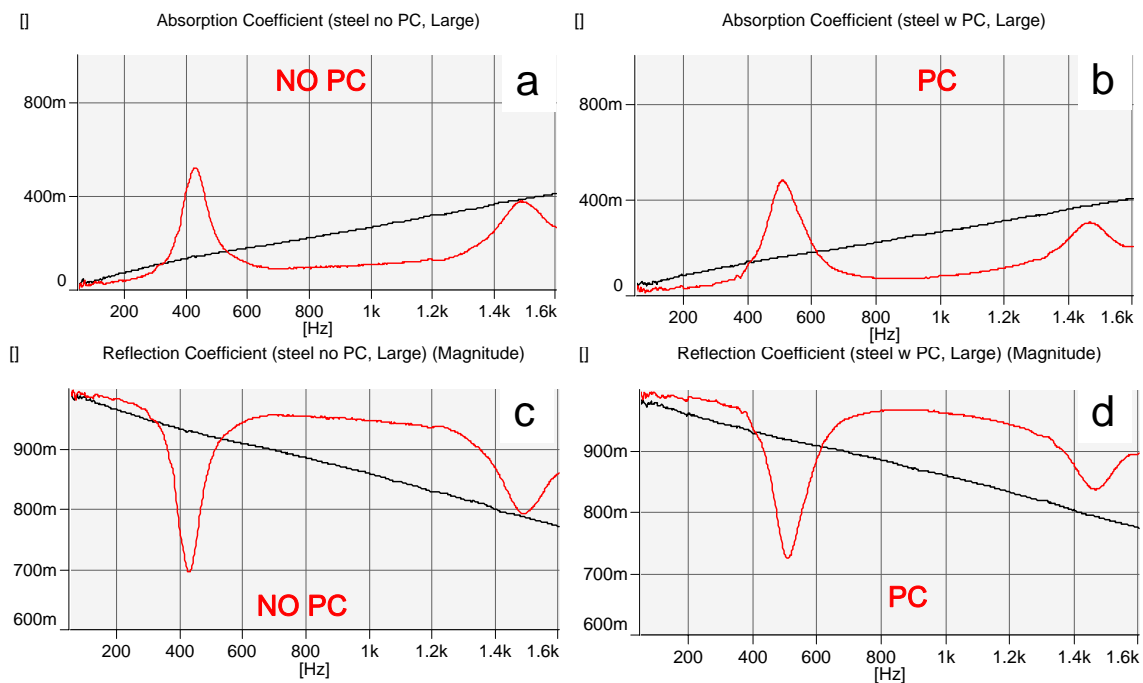 [] Absorption Coefficient (steel no PC, Large)
NO PC
a
800m
400m
0
200 400 600 800 1k 1.2k 1.4k 1.6k
[Hz]
[] Absorption Coefficient (steel w PC, Large)
PC
b
800m
400m
0
200 400 600 800 1k 1.2k 1.4k 1.6k
[Hz]
[] Reflection Coefficient (steel no PC, Large) (Magnitude)
c
900m
800m
700m
600m
NO PC
200 400 600 800 1k 1.2k 1.4k 1.6k
[Hz]
[] Reflection Coefficient (steel w PC, Large) (Magnitude)
d
900m
800m
700m
600m
PC
200 400 600 800 1k 1.2k 1.4k 1.6k
[Hz]